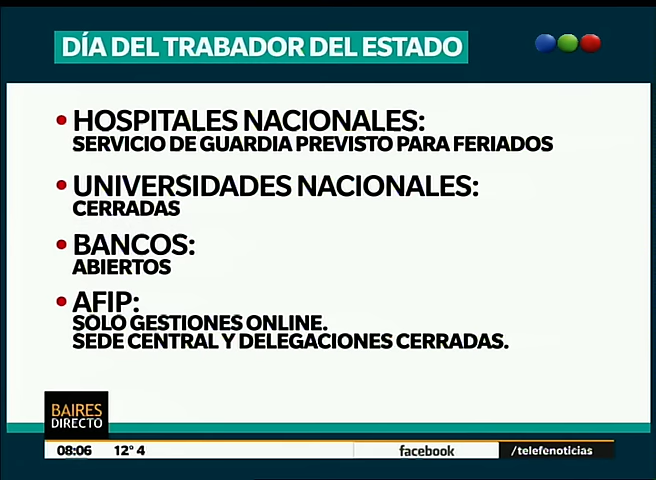 DÍA DEL TRABADOR DEL ESTADO
• HOSPITALES NACIONALES:
SERVICIO DE GUARDIA PREVISTO PARA FERIADOS
• UNIVERSIDADES NACIONALES:
CERRADAS
• BANCOS:
ABIERTOS
• AFIP:
SOLO GESTIONES ONLINE.
SEDE CENTRAL Y DELEGACIONES CERRADAS.
BAIRES
DIRECTO
08:06 12° 4 facebook /telefenoticias